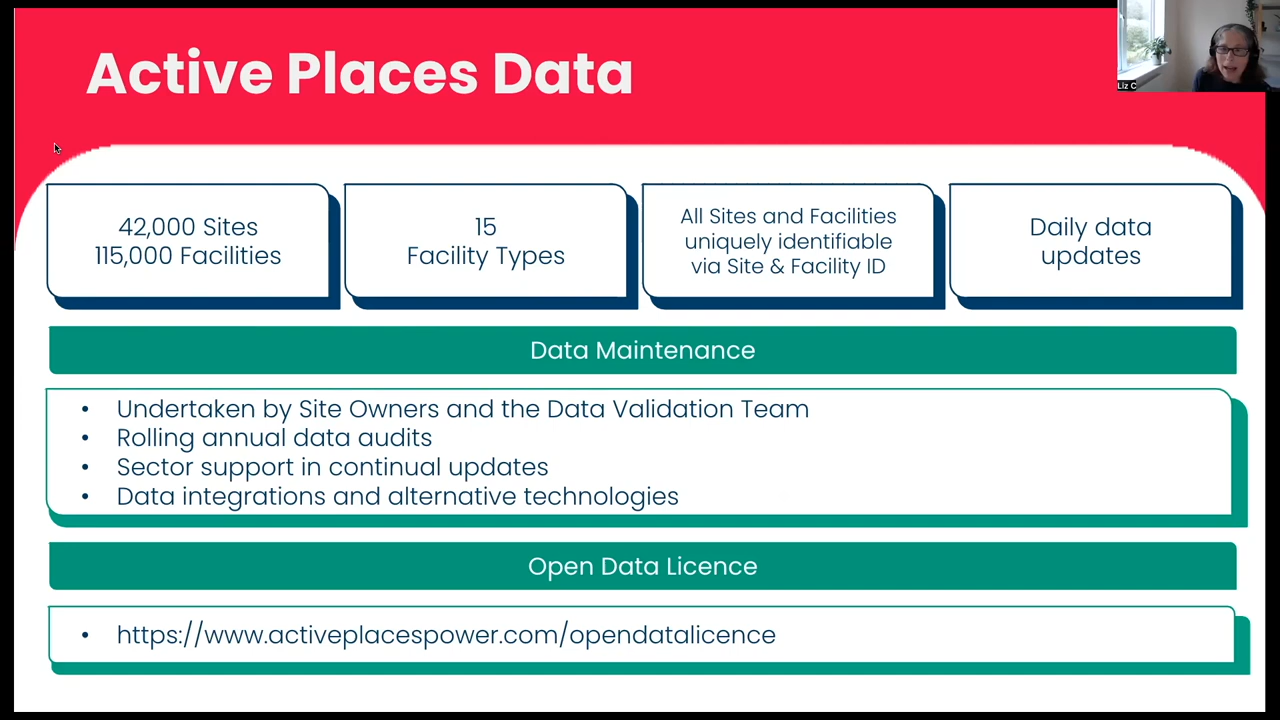 Active Places Data
Liz C
42,000 Sites
115,000 Facilities
15
Facility Types
All Sites and Facilities
uniquely identifiable
via Site & Facility ID
Daily data
updates
Data Maintenance
• Undertaken by Site Owners and the Data Validation Team
• Rolling annual data audits
• Sector support in continual updates
• Data integrations and alternative technologies
Open Data Licence
• https://www.activeplacespower.com/opendatalicence